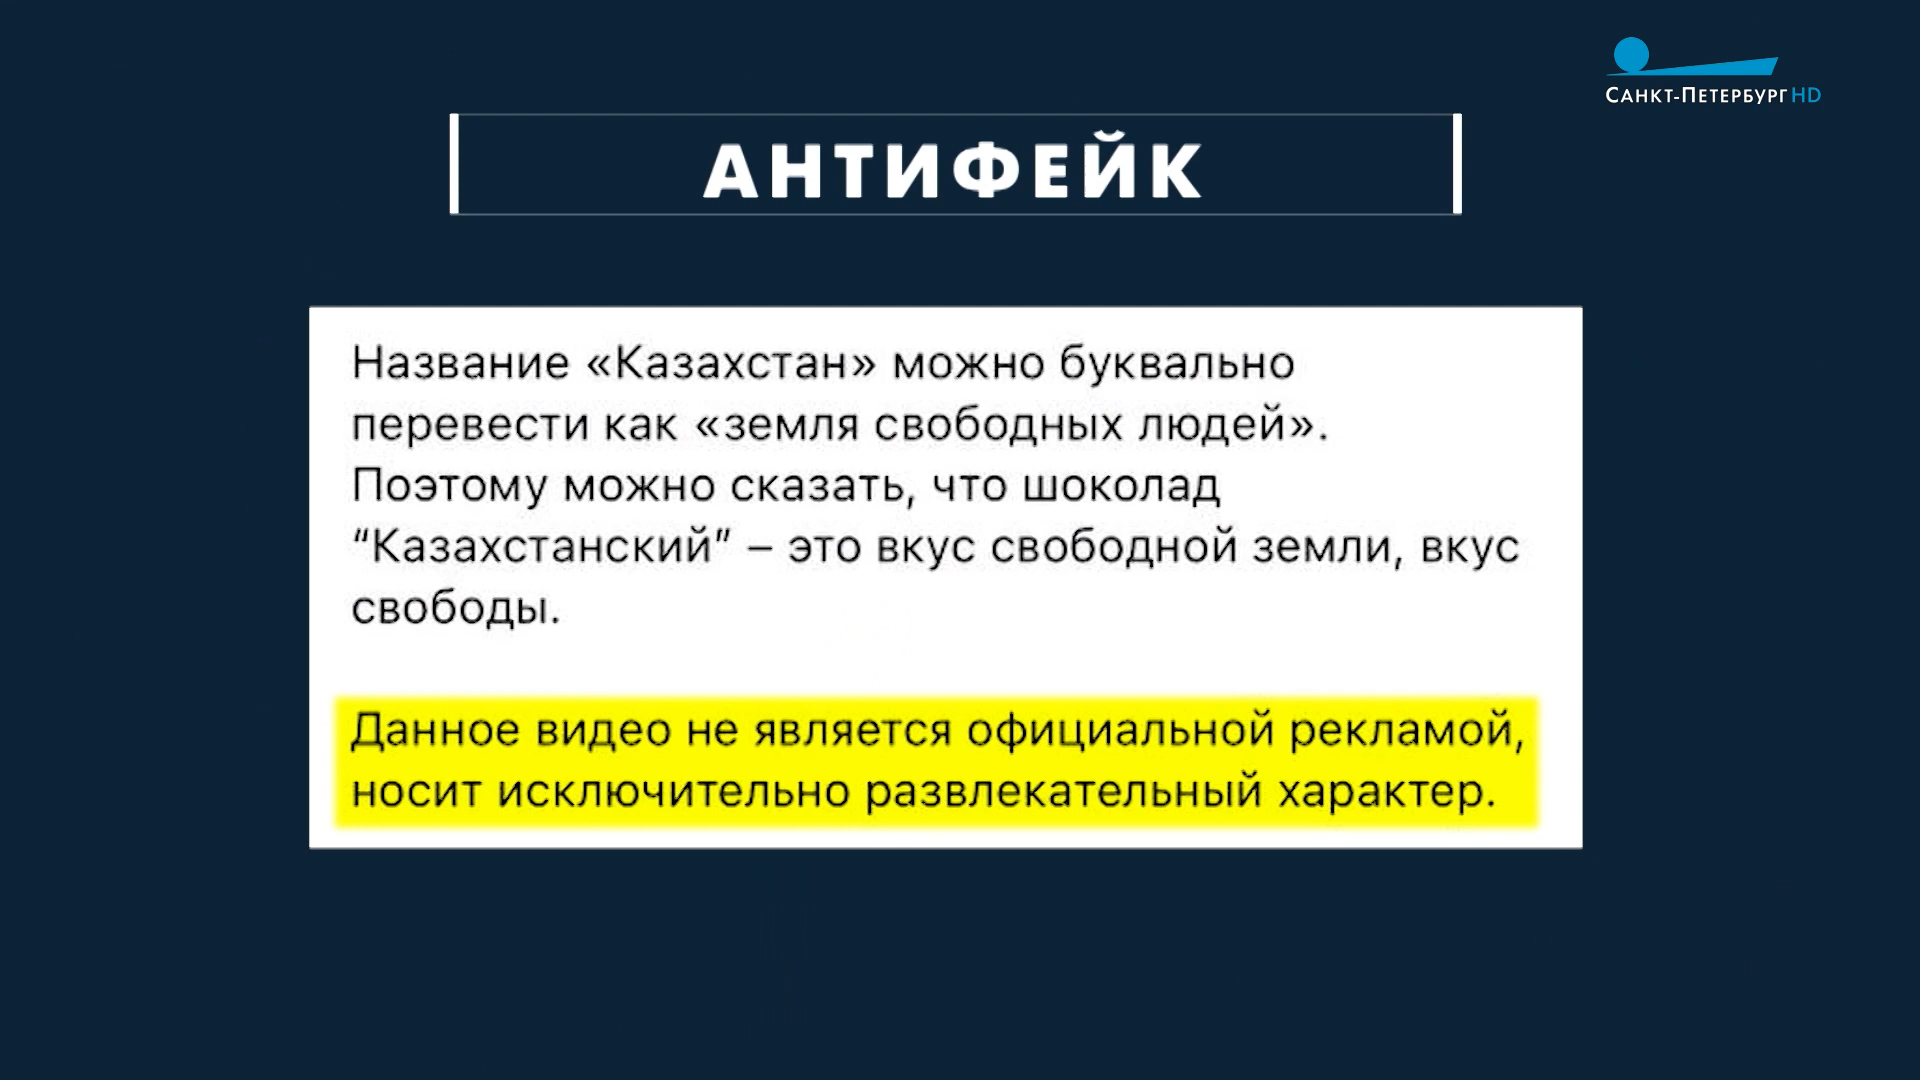 САНКТ-ПЕТЕРБУРГ HD
АНТИФЕЙК
Название «Казахстан» можно буквально
перевести как «земля свободных людей».
Поэтому можно сказать, что шоколад
“Казахстанский” – это вкус свободной земли, вкус
свободы.
Данное видео не является официальной рекламой,
носит исключительно развлекательный характер.